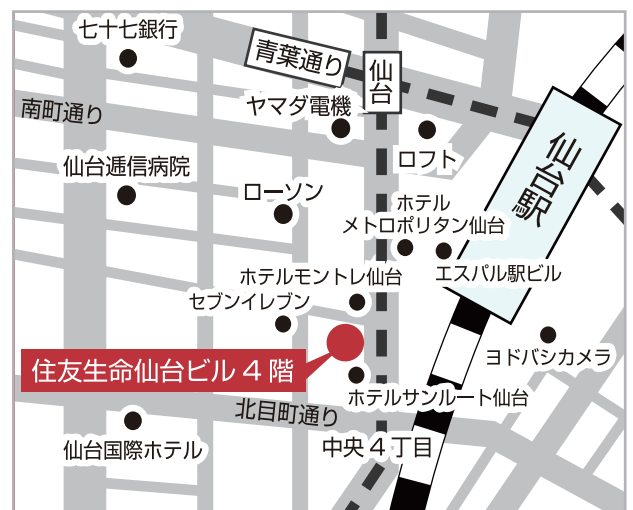 七十七銀行
青葉通り
仙台
南町通り
ヤマダ電機
ロフト
仙台駅
仙台逓信病院
ローソン
ホテル
メトロポリタン仙台
エスパル駅ビル
ホテルモントレ仙台
セブンイレブン
ヨドバシカメラ
住友生命仙台ビル4階
ホテルサンルート仙台
北目町通り
仙台国際ホテル
中央4丁目